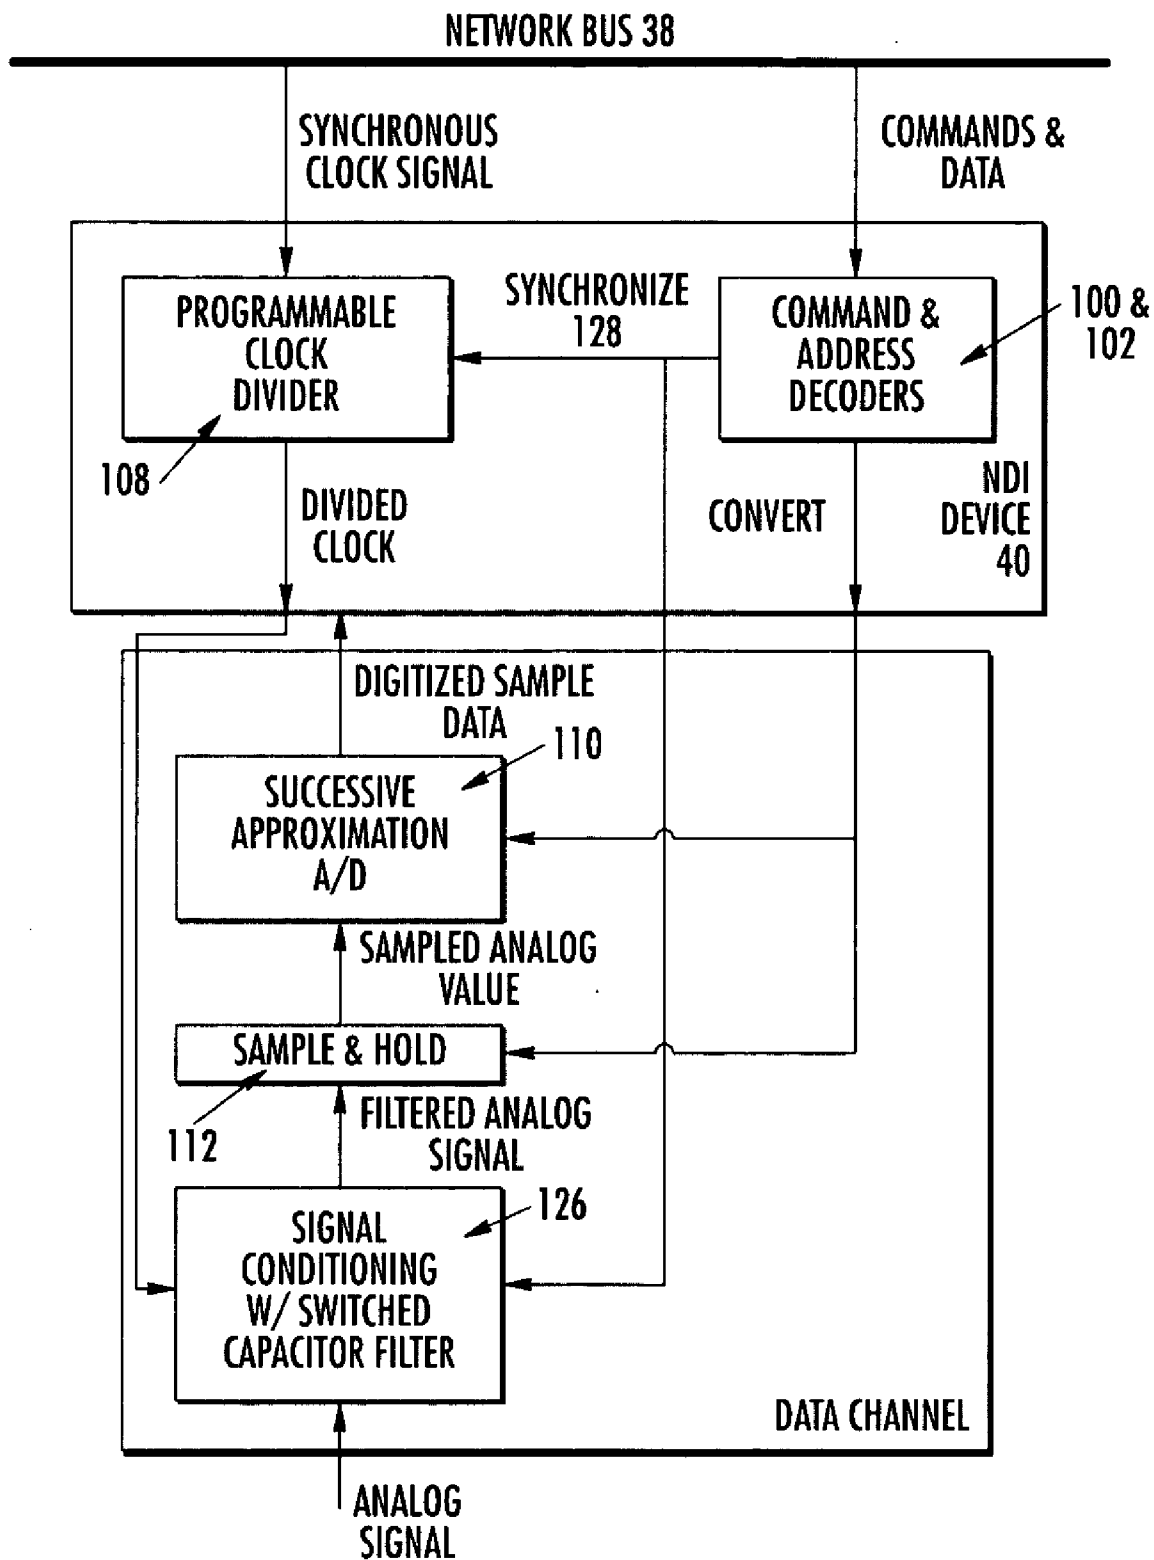 NETWORK BUS 38
SYNCHRONOUS
CLOCK SIGNAL
COMMANDS &
DATA
PROGRAMMABLE
CLOCK
DIVIDER
SYNCHRONIZE
128
COMMAND &
ADDRESS
DECODERS
100 &
102
108
DIVIDED
CLOCK
CONVERT
NDI
DEVICE
40
DIGITIZED SAMPLE
DATA
110
SUCCESSIVE
APPROXIMATION
A/D
SAMPLED ANALOG
VALUE
SAMPLE & HOLD
112
FILTERED ANALOG
SIGNAL
126
SIGNAL
CONDITIONING
W/ SWITCHED
CAPACITOR FILTER
DATA CHANNEL
ANALOG
SIGNAL